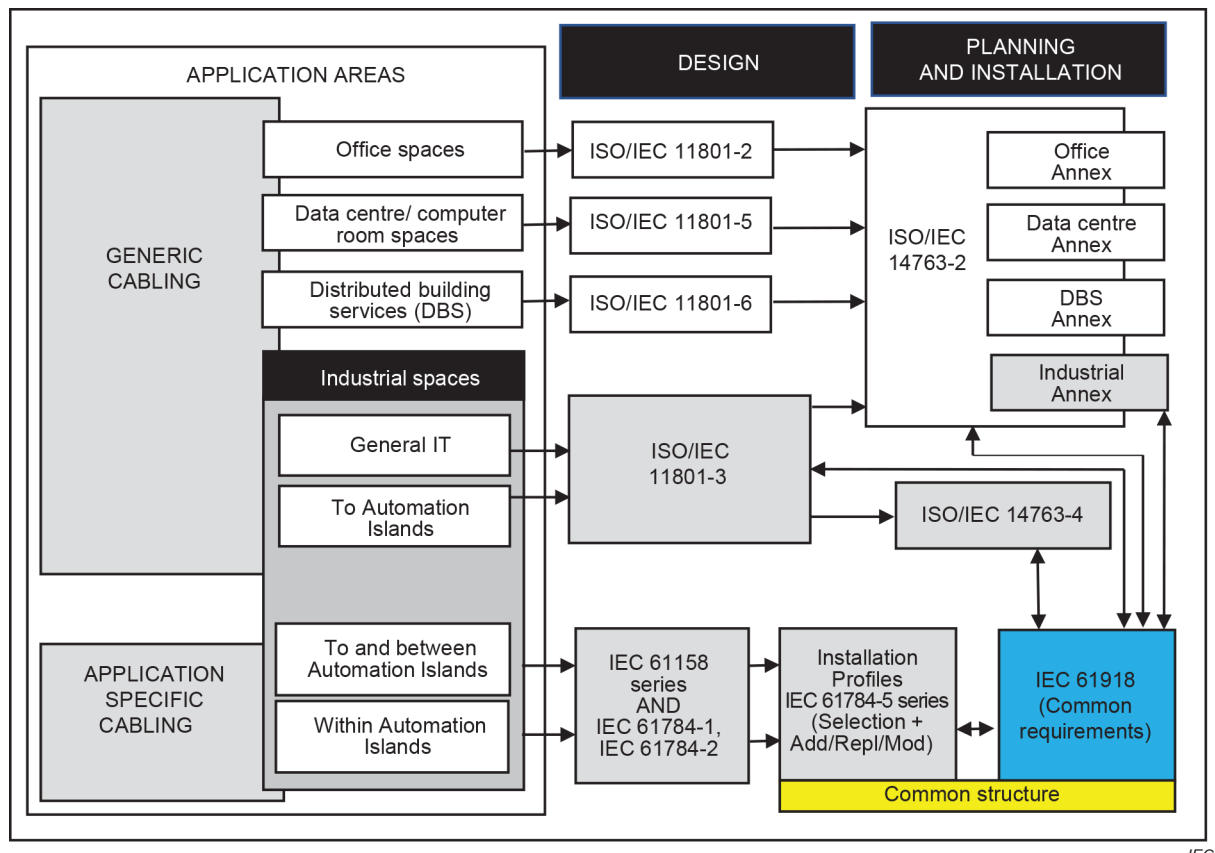 APPLICATION AREAS
DESIGN
PLANNING
AND INSTALLATION
GENERIC
CABLING
Office spaces
ISO/IEC 11801-2
Data centre/ computer
room spaces
ISO/IEC 11801-5
Distributed building
services (DBS)
ISO/IEC 11801-6
ISO/IEC
14763-2
Office
Annex
Data centre
Annex
DBS
Annex
Industrial
Annex
Industrial spaces
General IT
To Automation
Islands
ISO/IEC
11801-3
ISO/IEC 14763-4
APPLICATION
SPECIFIC
CABLING
To and between
Automation Islands
Within Automation
Islands
IEC 61158
series
AND
IEC 61784-1,
IEC 61784-2
Installation
Profiles
IEC 61784-5 series
(Selection +
Add/Repl/Mod)
IEC 61918
(Common
requirements)
Common structure
IEC